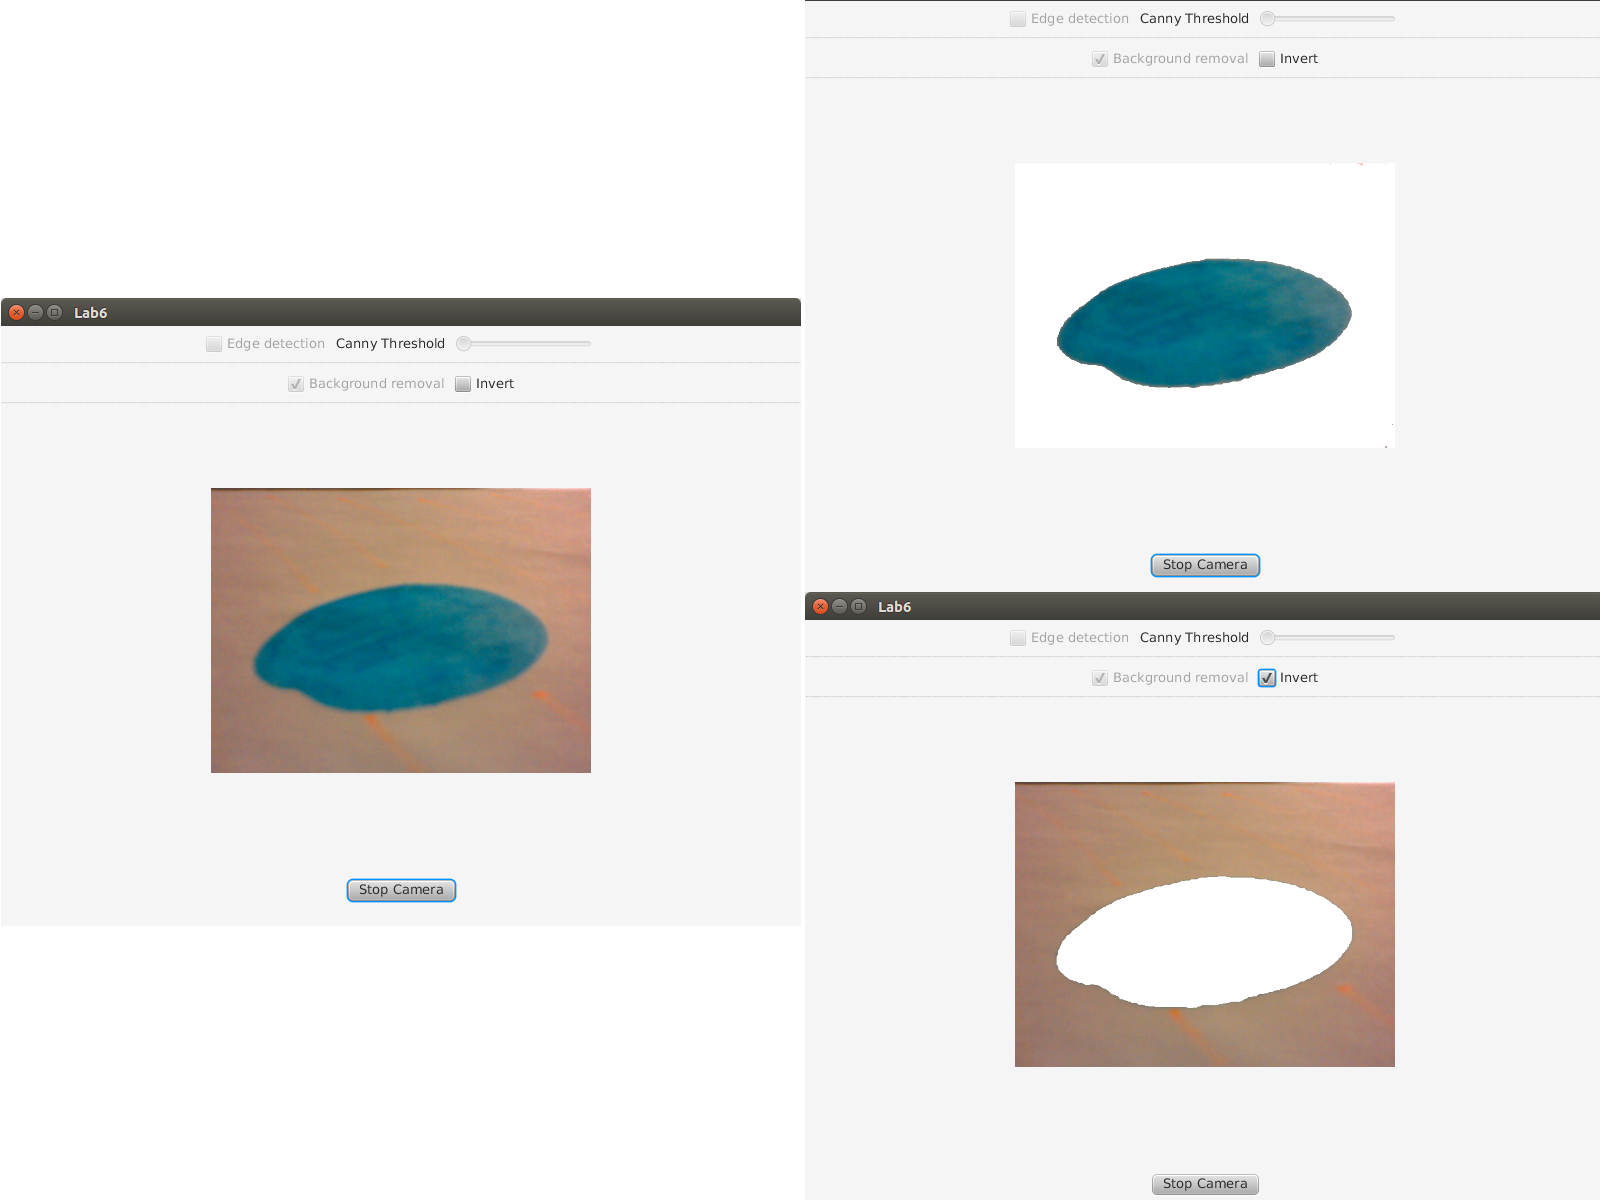 Lab6
Edge detection Canny Threshold
Background removal Invert
Stop Camera
Edge detection Canny Threshold
Background removal Invert
Stop Camera
Lab6
Edge detection Canny Threshold
Background removal Invert
Stop Camera